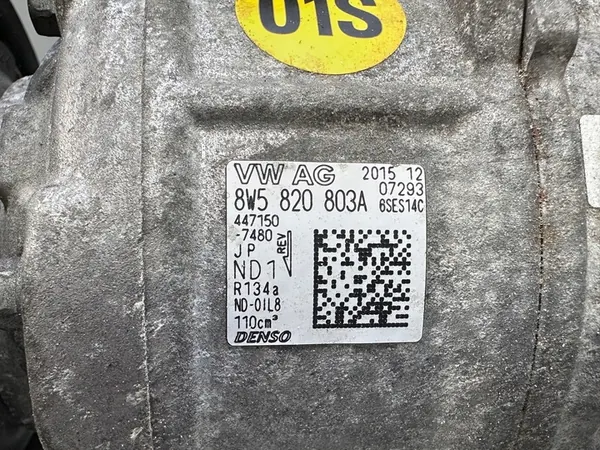 01S
VW AG 2015 12
07293
8W5 820 803A 6SES14C
447150
-7480
JP REV
ND1
R134a
ND-OIL8
110cm³
DENSO